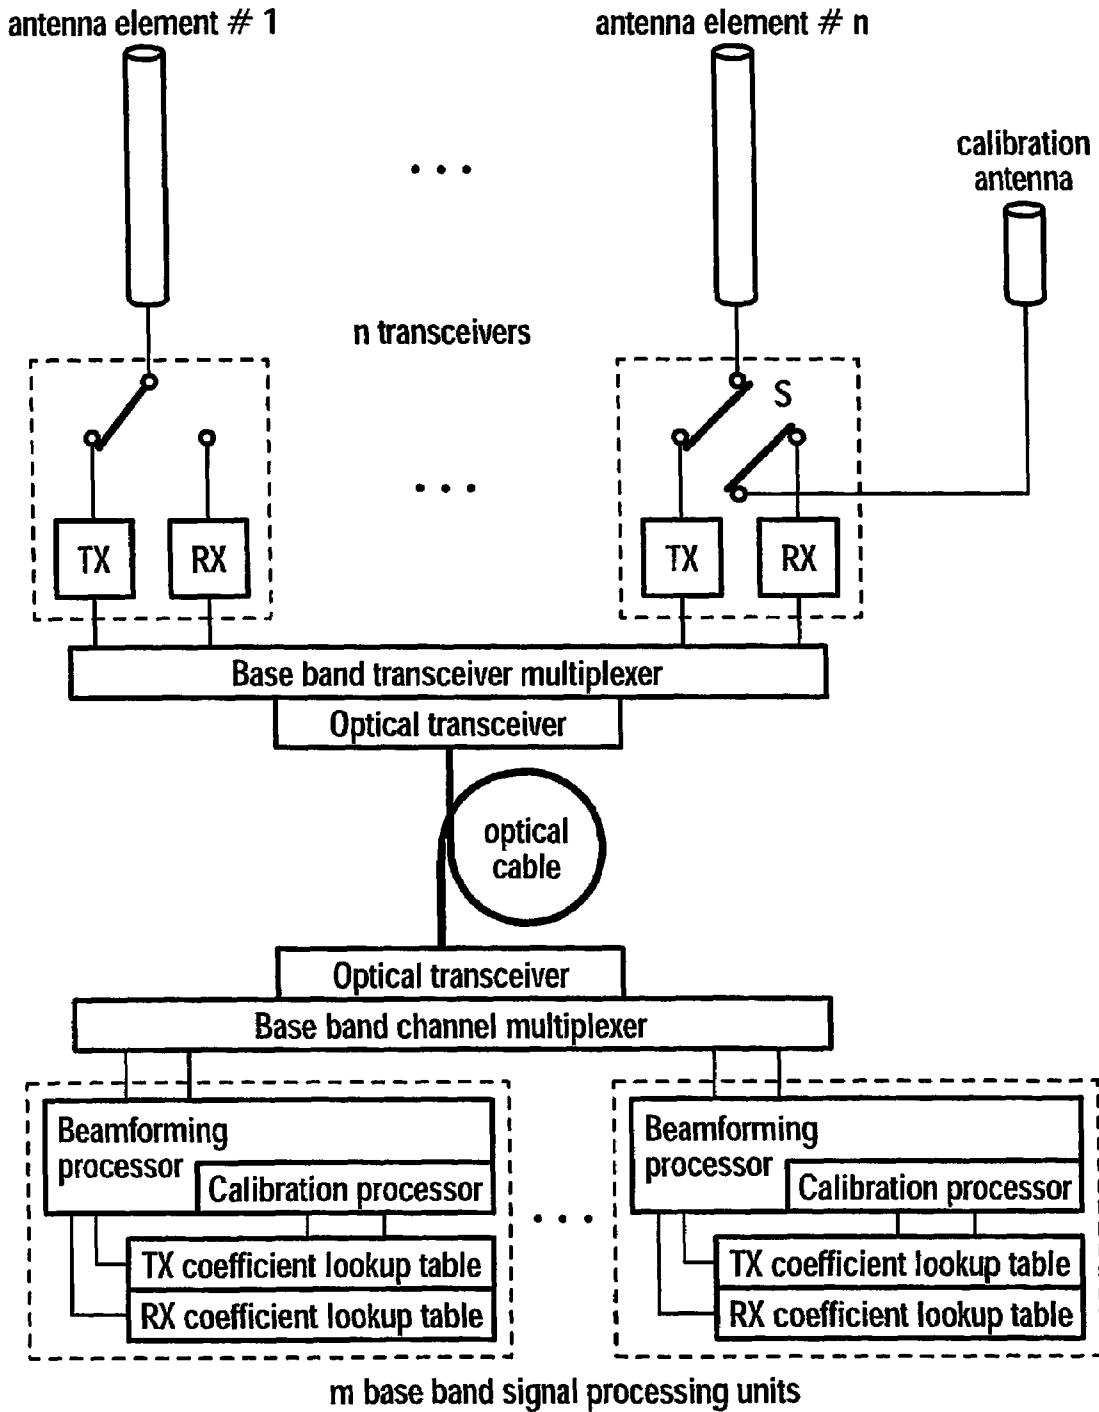 antenna element # 1
antenna element # n
calibration
antenna
n transceivers
S
TX
RX
TX
RX
Base band transceiver multiplexer
Optical transceiver
optical
cable
Optical transceiver
Base band channel multiplexer
Beamforming
processor
Calibration processor
TX coefficient lookup table
RX coefficient lookup table
Beamforming
processor
Calibration processor
TX coefficient lookup table
RX coefficient lookup table
m base band signal processing units